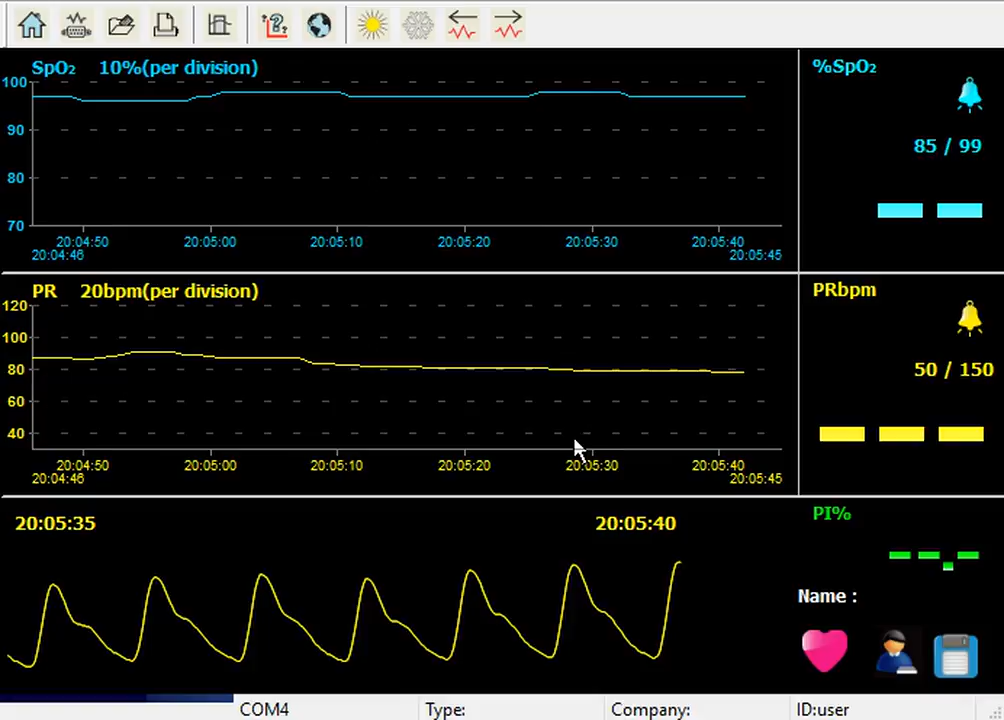 SpO₂ 10%(per division)
100
90
80
70
20:04:50 20:05:00 20:05:10 20:05:20 20:05:30 20:05:40
20:04:46 20:05:45
%SpO₂
85 / 99
PR 20bpm(per division)
120
100
80
60
40
20:04:50 20:05:00 20:05:10 20:05:20 20:05:30 20:05:40
20:04:46 20:05:45
PRbpm
50 / 150
20:05:35 20:05:40
PI%
Name :
COM4 Type: Company: ID:user